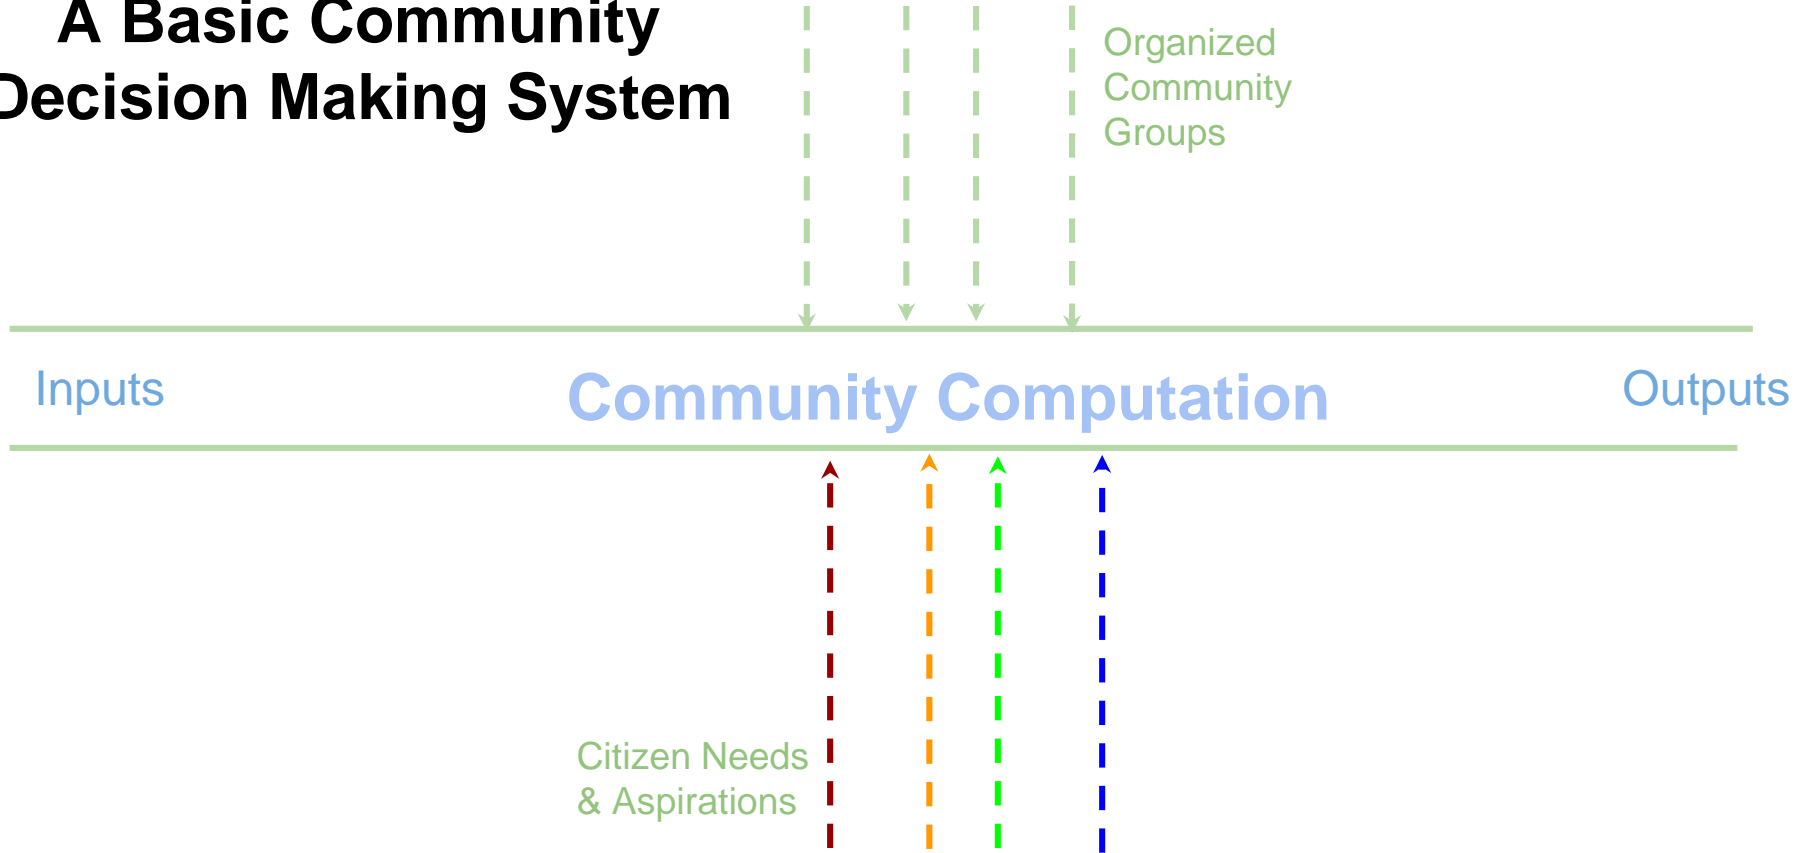 A Basic Community
Decision Making System
Organized
Community
Groups
Inputs
Community Computation
Outputs
Citizen Needs
& Aspirations